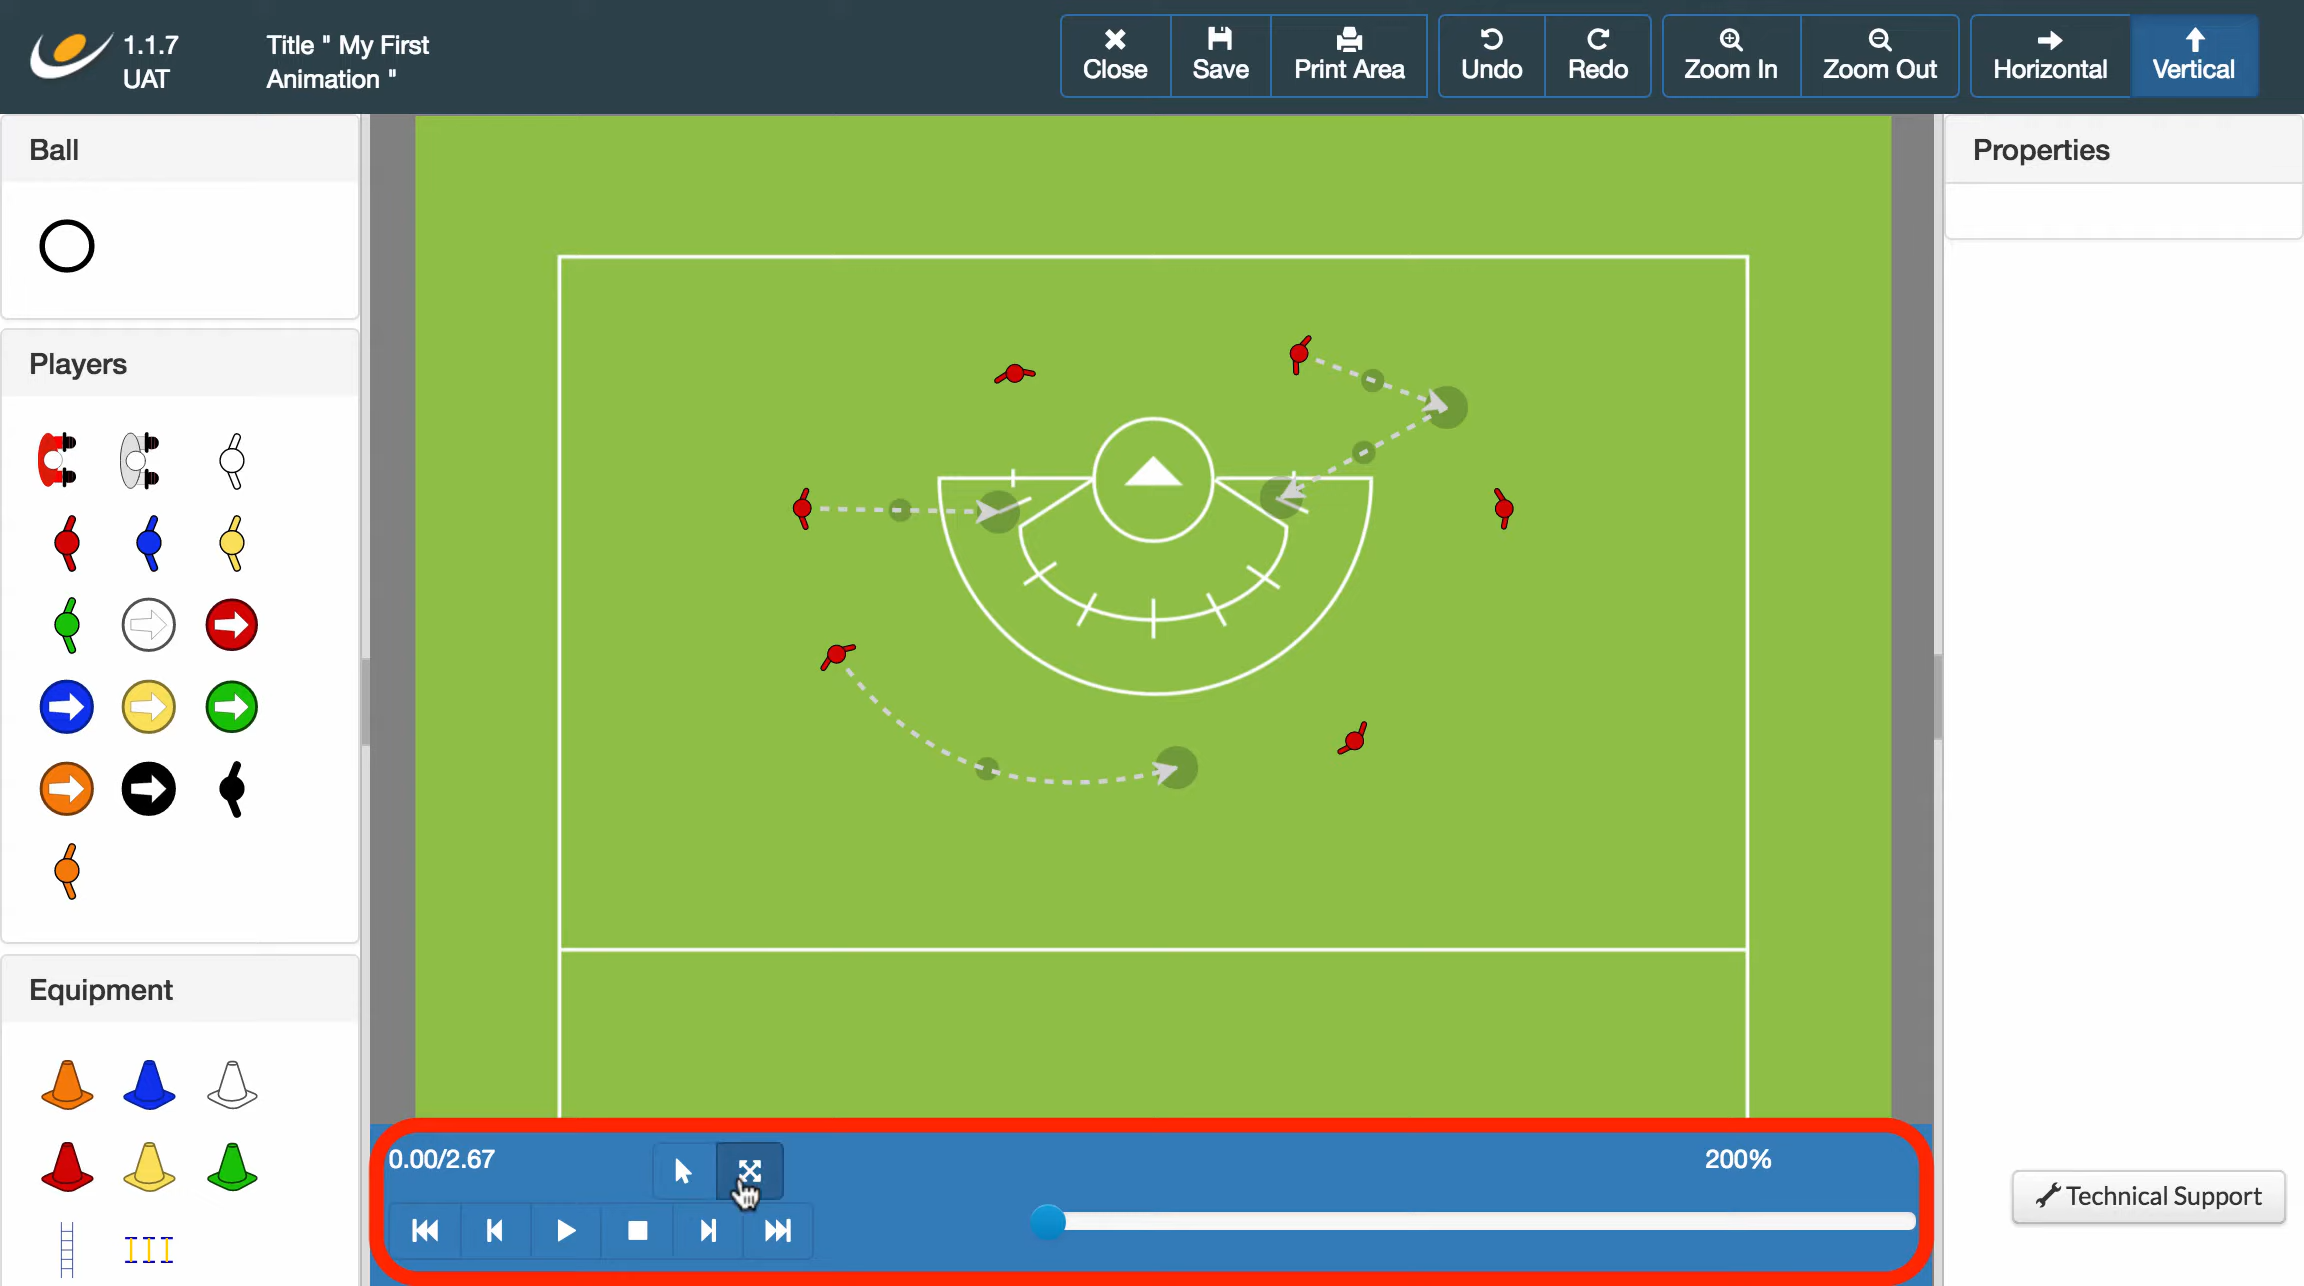 1.1.7
UAT
Title " My First
Animation "
Close
Save
Print Area
Undo
Redo
Zoom In
Zoom Out
Horizontal
Vertical
Ball
Players
Equipment
Properties
0.00/2.67
200%
Technical Support